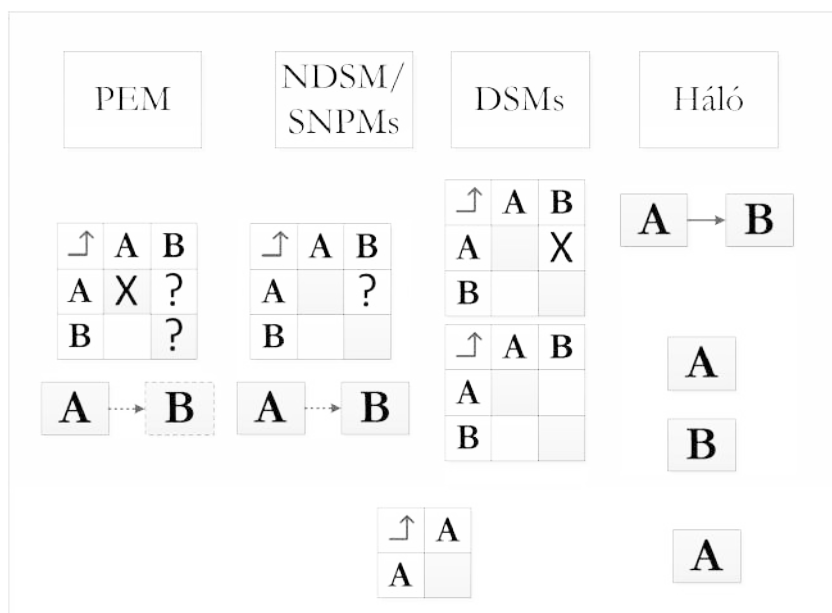 PEM
NDSM/
SNPMs
DSMs
Háló
A B
A X
B
A → B
A B
A X ?
B ?
A B
A ?
B
A B
A
B
A
B
A ⇢ B
A ⇢ B
A
A
A